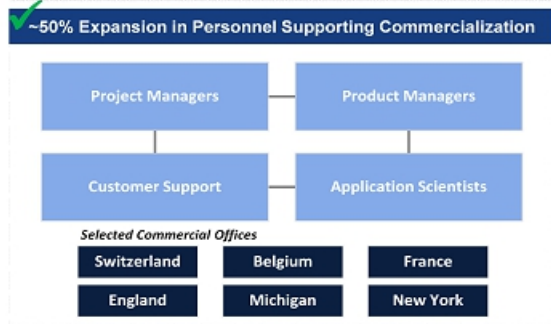 ~50% Expansion in Personnel Supporting Commercialization
Project Managers
Product Managers
Customer Support
Application Scientists
Selected Commercial Offices
Switzerland
Belgium
France
England
Michigan
New York